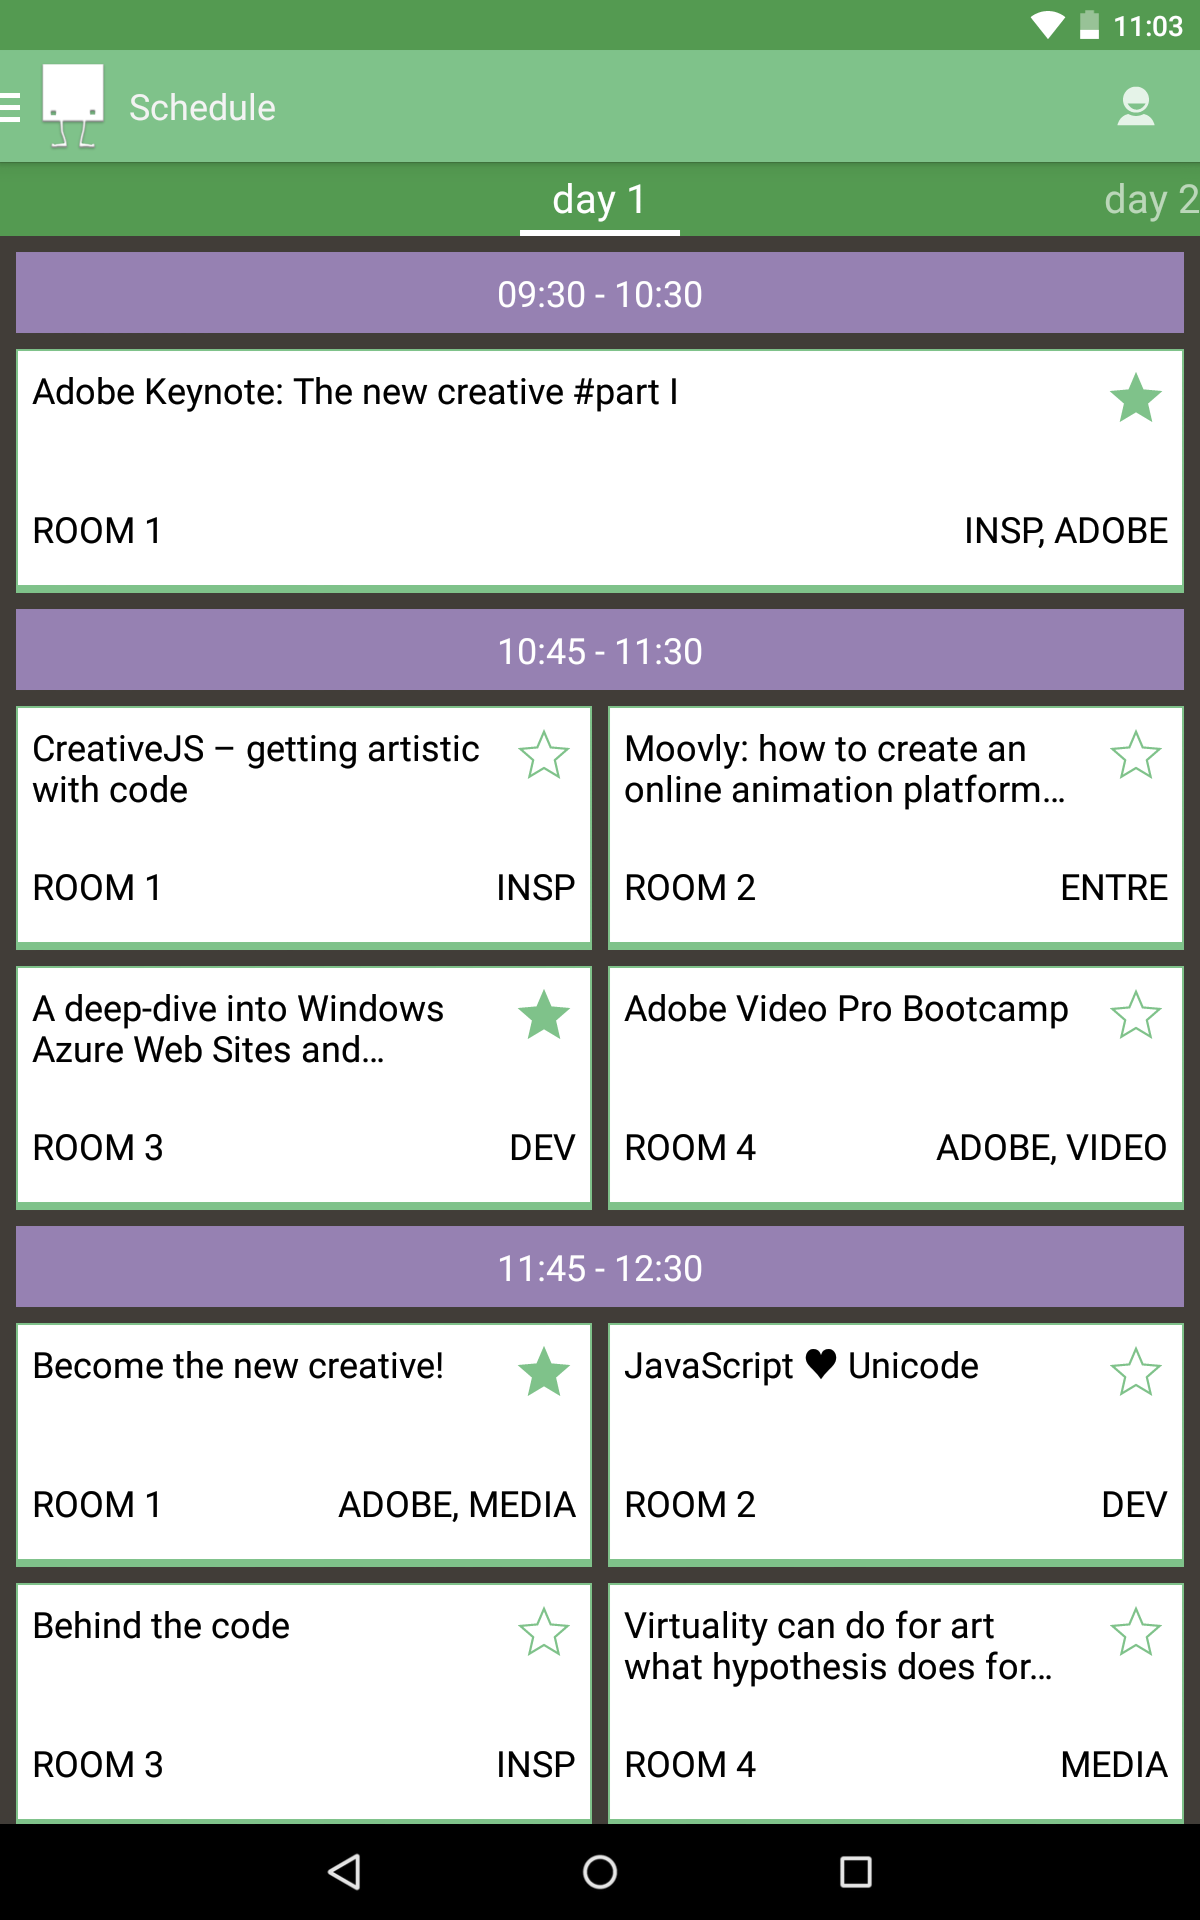 11:03
Schedule
day 1
day 2
09:30 - 10:30
Adobe Keynote: The new creative #part I
ROOM 1
INSP, ADOBE
10:45 - 11:30
CreativeJS – getting artistic
with code
ROOM 1
INSP
Moovly: how to create an
online animation platform…
ROOM 2
ENTRE
A deep-dive into Windows
Azure Web Sites and…
ROOM 3
DEV
Adobe Video Pro Bootcamp
ROOM 4
ADOBE, VIDEO
11:45 - 12:30
Become the new creative!
ROOM 1
ADOBE, MEDIA
JavaScript ♥ Unicode
ROOM 2
DEV
Behind the code
ROOM 3
INSP
Virtuality can do for art
what hypothesis does for…
ROOM 4
MEDIA